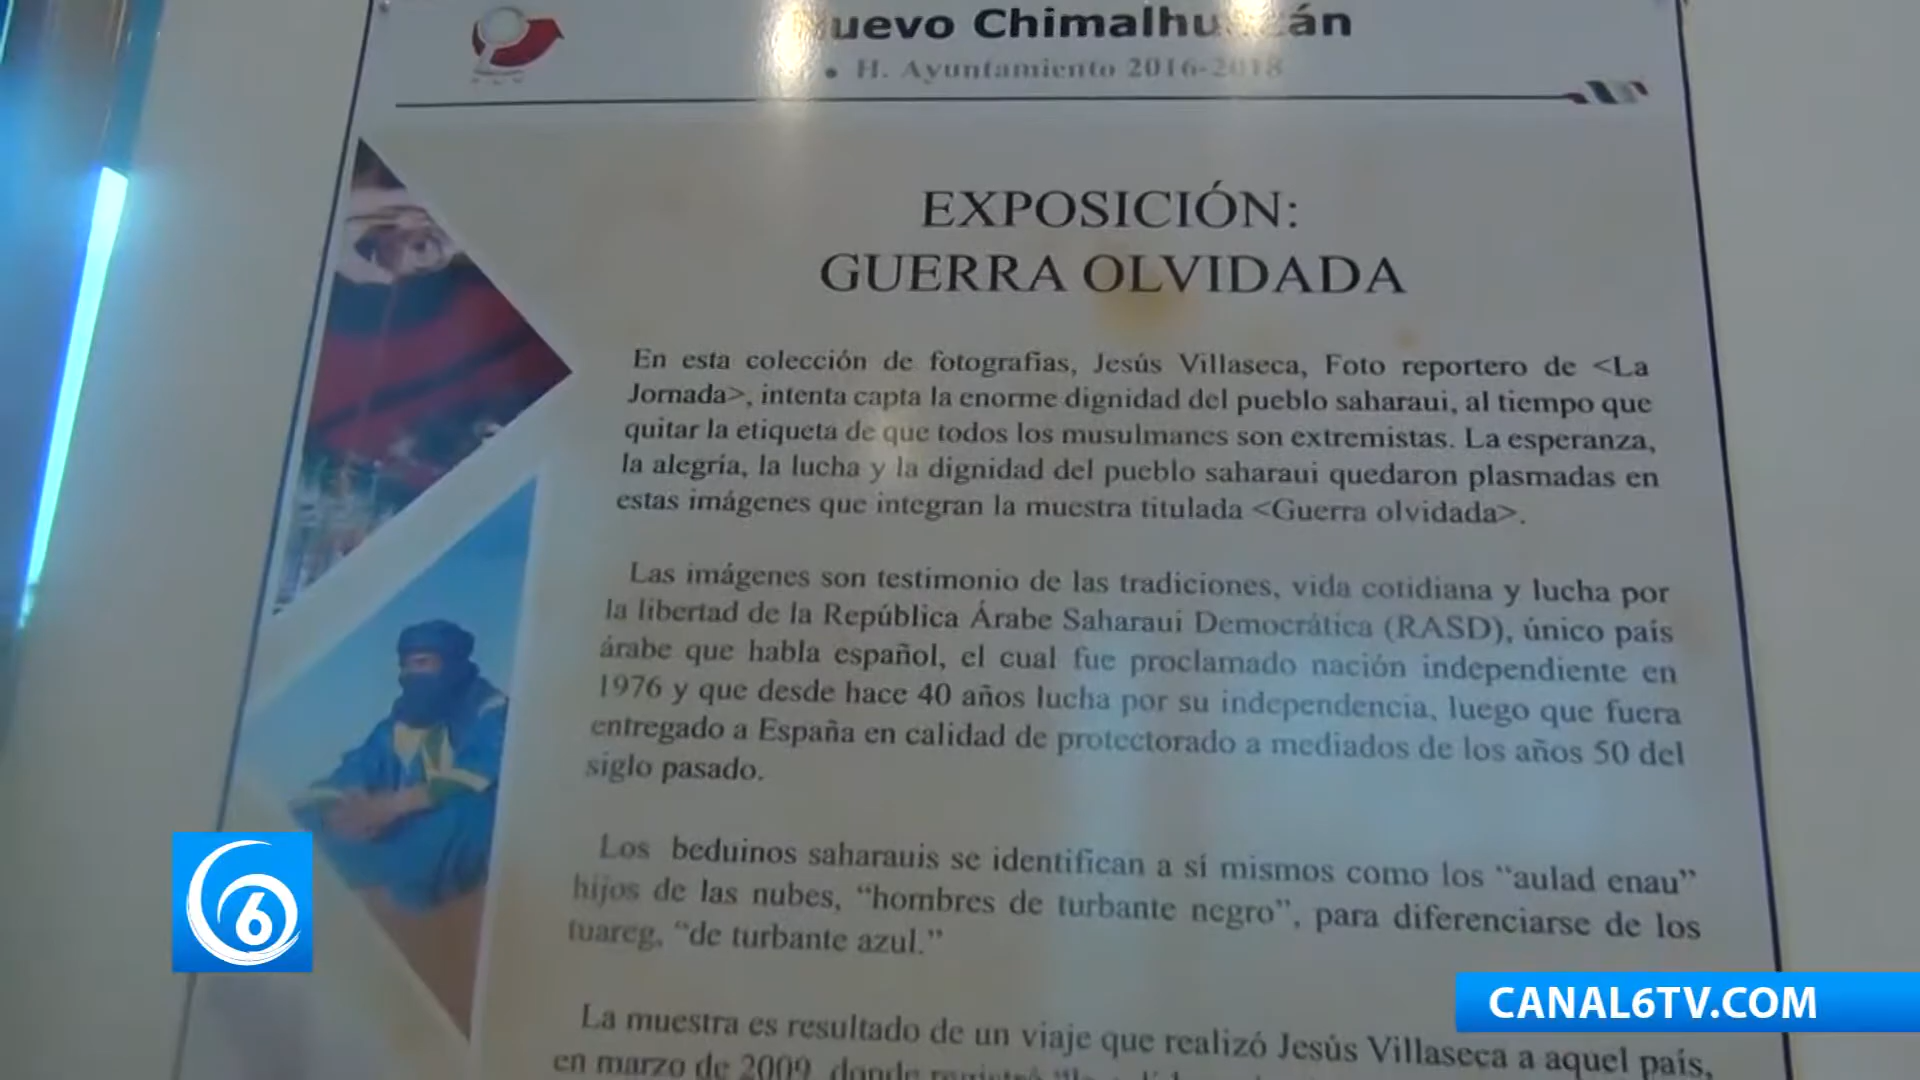 Nuevo Chimalhuacán
• H. Ayuntamiento 2016-2018
EXPOSICIÓN:
GUERRA OLVIDADA
En esta colección de fotografias, Jesús Villaseca, Foto reportero de <La
Jornada>, intenta capta la enorme dignidad del pueblo saharaui, al tiempo que
quitar la etiqueta de que todos los musulmanes son extremistas. La esperanza,
la alegría, la lucha y la dignidad del pueblo saharaui quedaron plasmadas en
estas imágenes que integran la muestra titulada <Guerra olvidada>.
Las imágenes son testimonio de las tradiciones, vida cotidiana y lucha por
la libertad de la República Árabe Saharaui Democrática (RASD), único país
árabe que habla español, el cual fue proclamado nación independiente en
1976 y que desde hace 40 años lucha por su independencia, luego que fuera
entregado a España en calidad de protectorado a mediados de los años 50 del
siglo pasado.
Los beduinos saharauis se identifican a sí mismos como los “aulad enau”
hijos de las nubes, “hombres de turbante negro”, para diferenciarse de los
tuareg, “de turbante azul.”
La muestra es resultado de un viaje que realizó Jesús Villaseca a aquel país,
en marzo de 2009, donde
6
CANAL6TV.COM